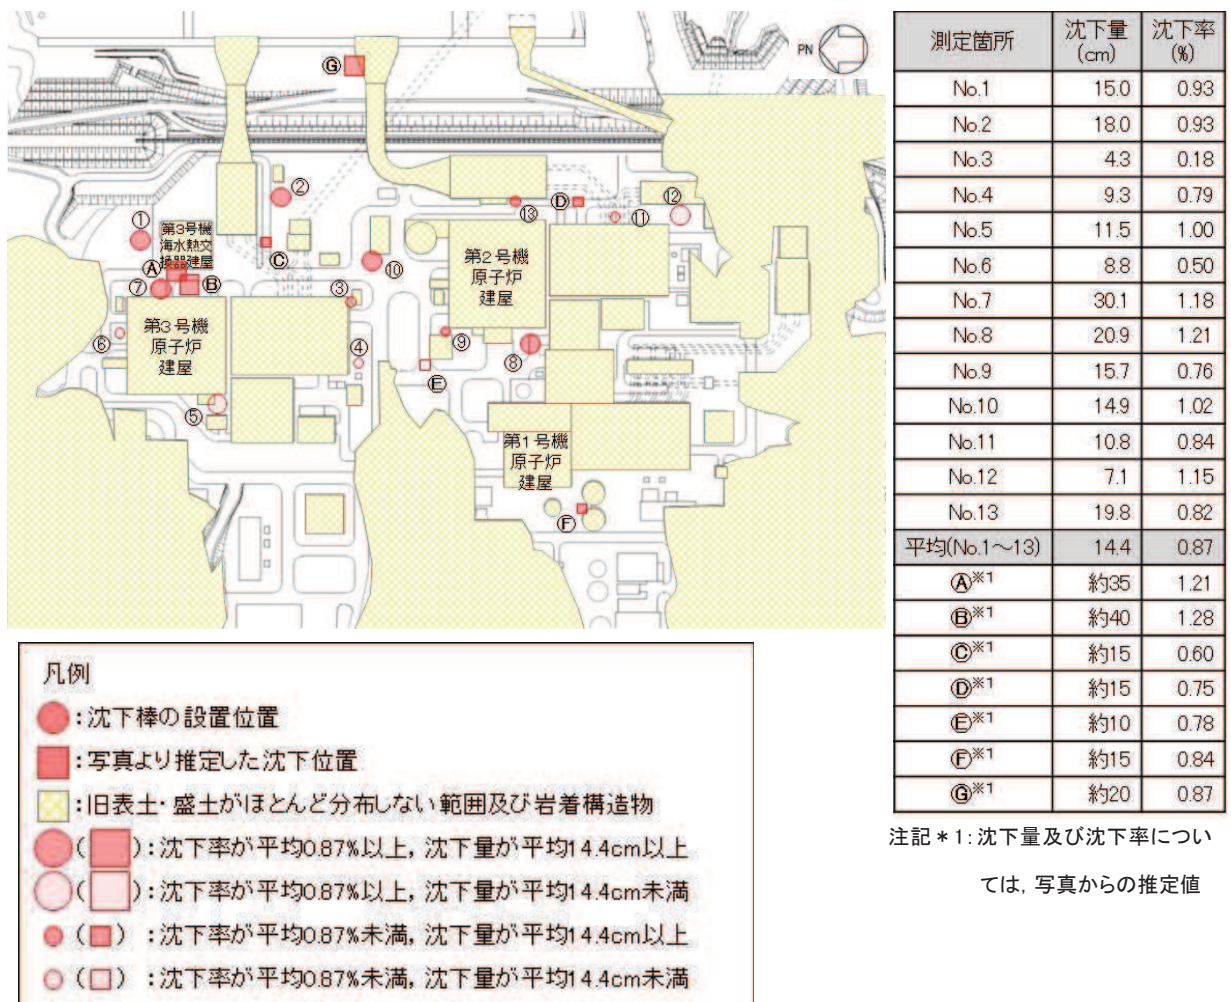 PN
Ⓖ
①
②
⑬
Ⓓ
⑪
⑫
第3号機
海水熱交
換器建屋
Ⓐ
Ⓑ
Ⓒ
⑦
⑩
③
第2号機
原子炉
建屋
第3号機
原子炉
建屋
⑥
④
⑨
⑧
Ⓔ
⑤
第1号機
原子炉
建屋
Ⓕ
測定箇所 沈下量(cm) 沈下率(%)
No.1 15.0 0.93
No.2 18.0 0.93
No.3 4.3 0.18
No.4 9.3 0.79
No.5 11.5 1.00
No.6 8.8 0.50
No.7 30.1 1.18
No.8 20.9 1.21
No.9 15.7 0.76
No.10 14.9 1.02
No.11 10.8 0.84
No.12 7.1 1.15
No.13 19.8 0.82
平均(No.1～13) 14.4 0.87
Ⓐ※1 約35 1.21
Ⓑ※1 約40 1.28
Ⓒ※1 約15 0.60
Ⓓ※1 約15 0.75
Ⓔ※1 約10 0.78
Ⓕ※1 約15 0.84
Ⓖ※1 約20 0.87
注記＊1：沈下量及び沈下率につい
ては，写真からの推定値
凡例
：沈下棒の設置位置
：写真より推定した沈下位置
：旧表土・盛土がほとんど分布しない範囲及び岩着構造物
( )：沈下率が平均0.87%以上，沈下量が平均14.4cm以上
( )：沈下率が平均0.87%以上，沈下量が平均14.4cm未満
( )：沈下率が平均0.87%未満，沈下量が平均14.4cm以上
( )：沈下率が平均0.87%未満，沈下量が平均14.4cm未満